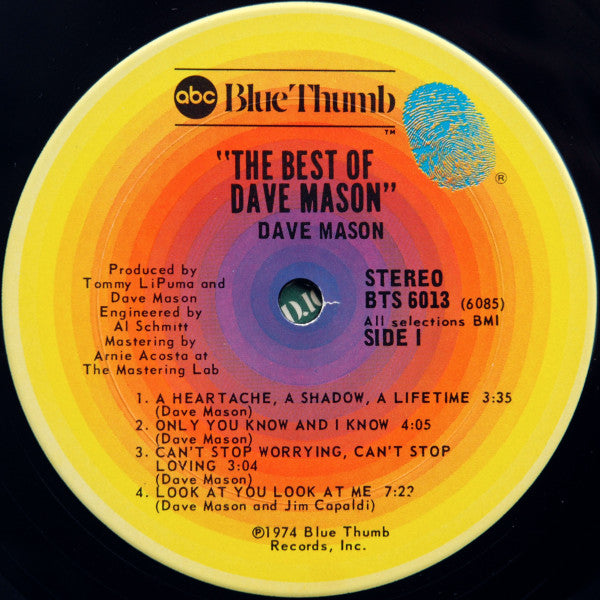 abc Blue Thumb
TM
"THE BEST OF
DAVE MASON"
®
DAVE MASON
Produced by
Tommy LiPuma and
Dave Mason
Engineered by
Al Schmitt
Mastering by
Arnie Acosta at
The Mastering Lab
STEREO
BTS 6013 (6085)
All selections BMI
SIDE I
1. A HEARTACHE, A SHADOW, A LIFETIME 3:35
(Dave Mason)
2. ONLY YOU KNOW AND I KNOW 4:05
(Dave Mason)
3. CAN'T STOP WORRYING, CAN'T STOP
LOVING 3:04
(Dave Mason)
4. LOOK AT YOU LOOK AT ME 7:22
(Dave Mason and Jim Capaldi)
℗1974 Blue Thumb
Records, Inc.